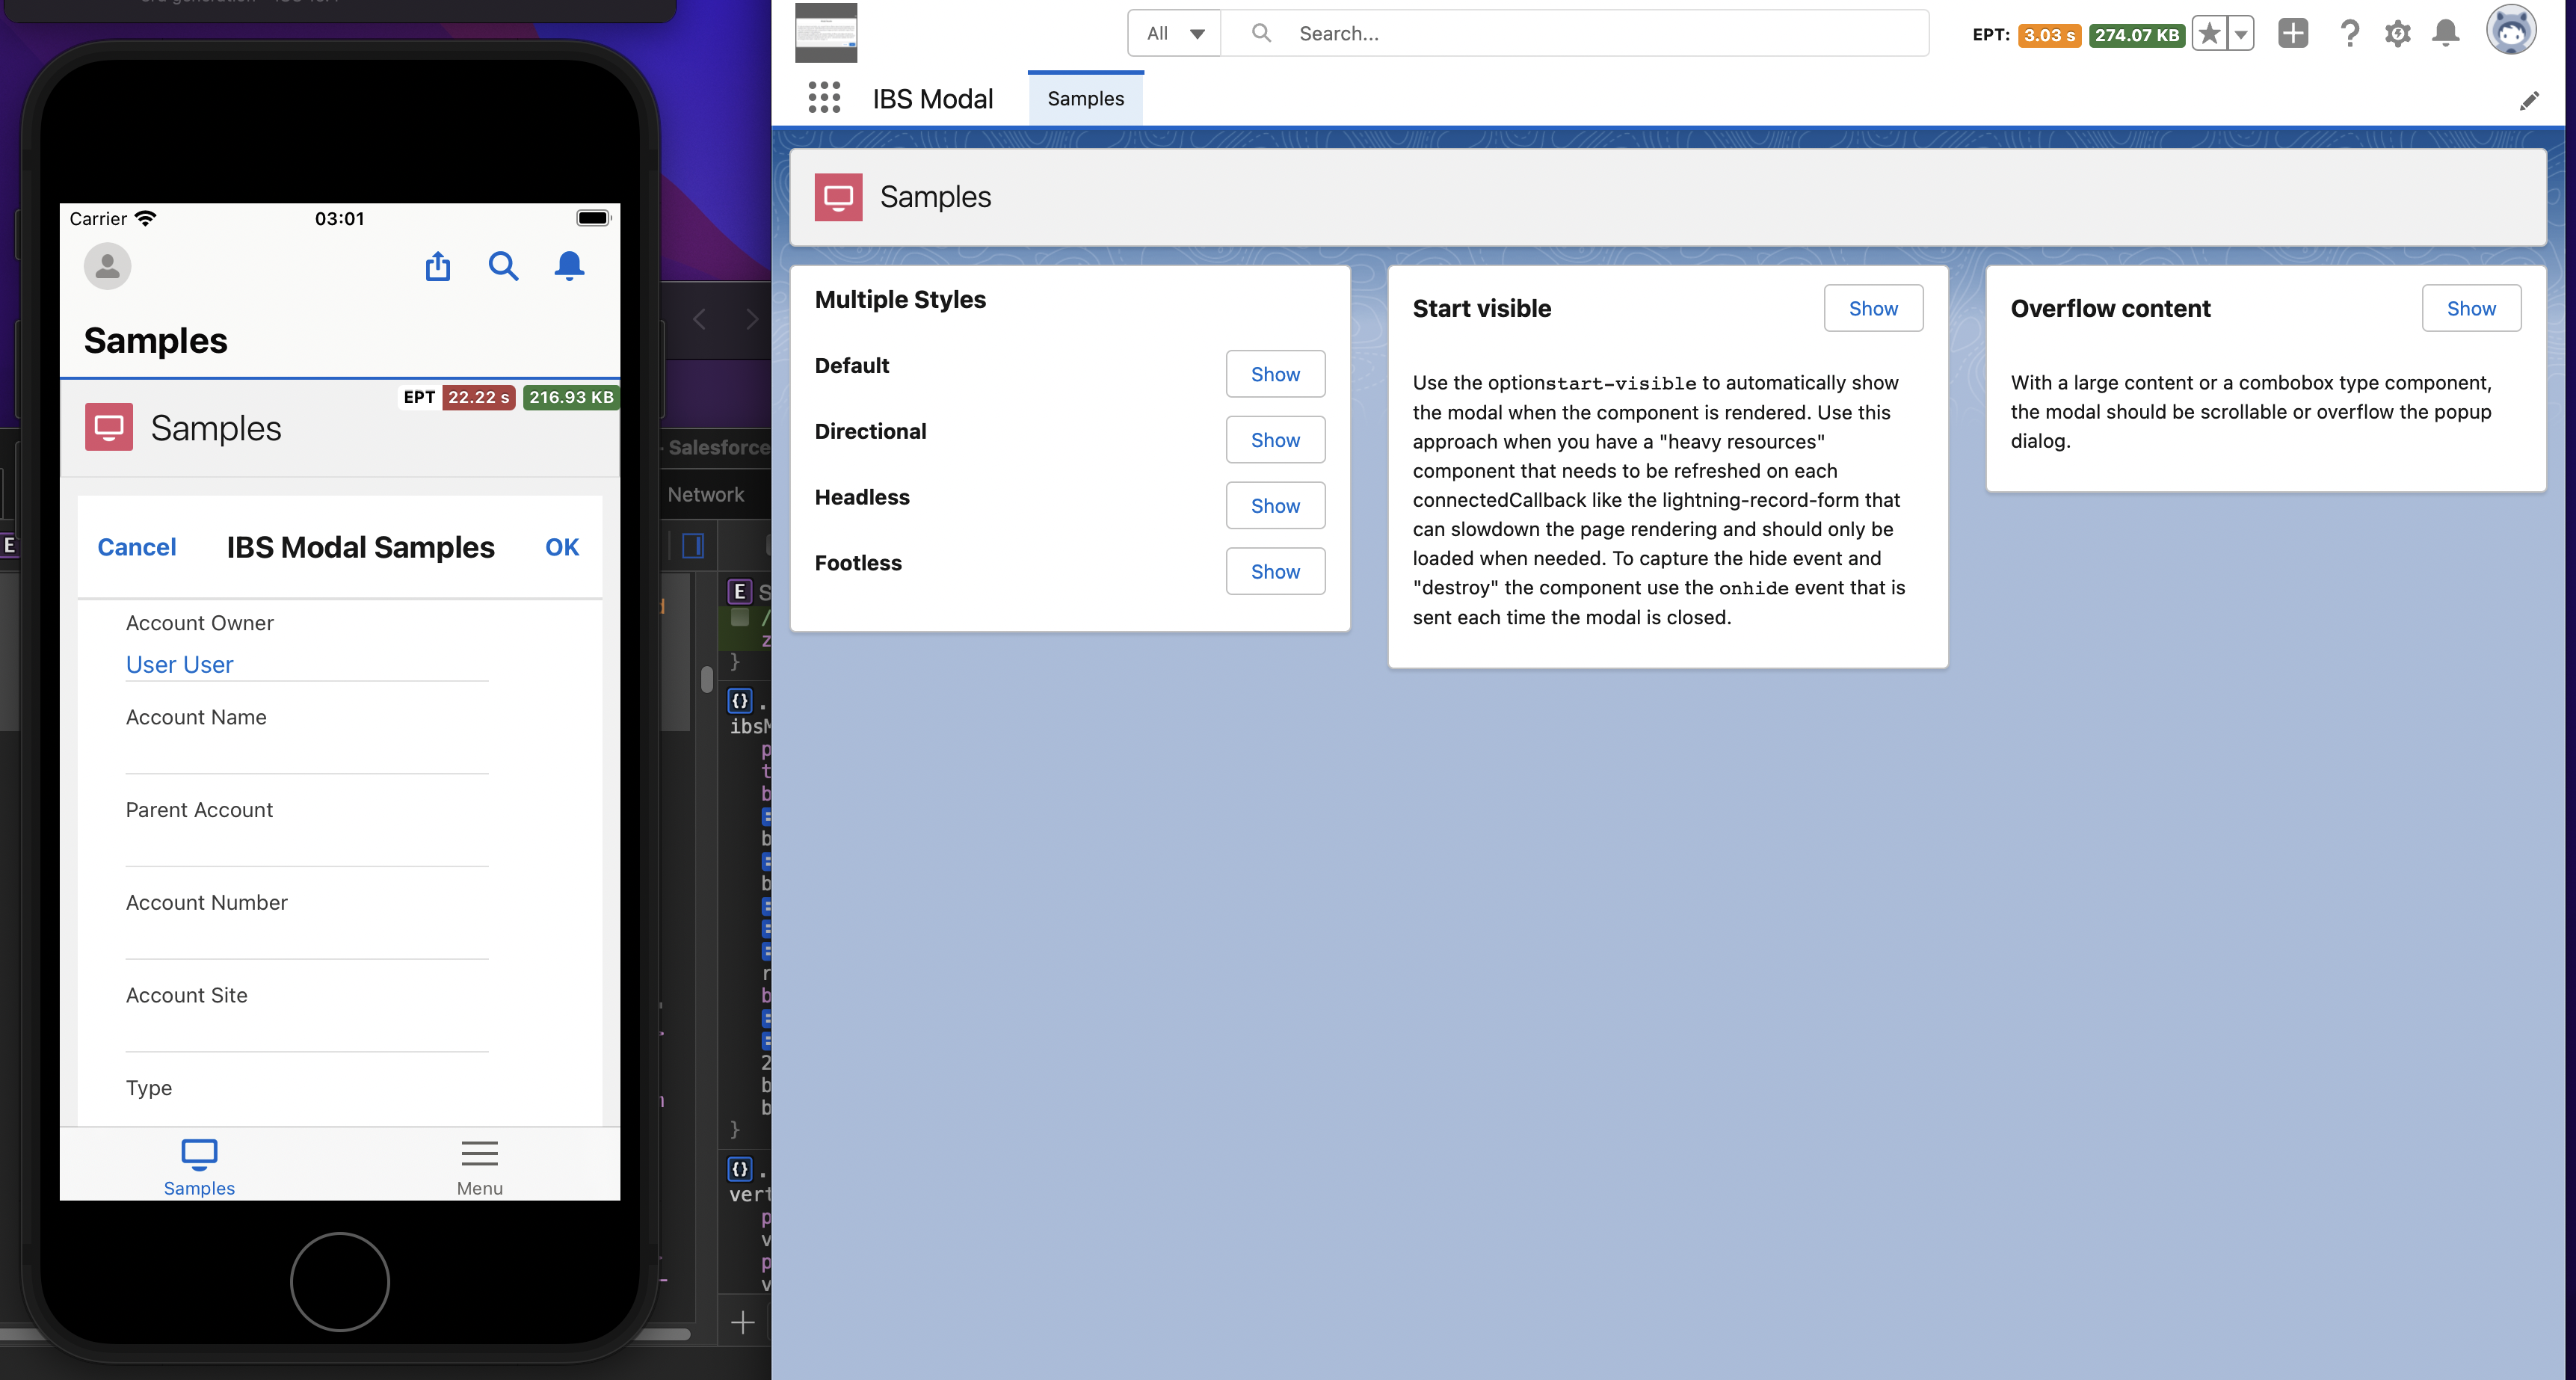 Carrier
03:01
Samples
EPT 22.22 s 216.93 KB
Samples
Cancel IBS Modal Samples OK
Account Owner
User User
Account Name
Parent Account
Account Number
Account Site
Type
Samples
Menu
Salesforce
Network
E
E S
/
z
}
{} .
ibsM
p
t
b
b
b
r
b
2
b
b
}
{} .
vert
p
v
p
v
All
Search...
EPT: 3.03 s 274.07 KB
IBS Modal
Samples
Samples
Multiple Styles
Default Show
Directional Show
Headless Show
Footless Show
Start visible Show
Use the optionstart-visible to automatically show
the modal when the component is rendered. Use this
approach when you have a "heavy resources"
component that needs to be refreshed on each
connectedCallback like the lightning-record-form that
can slowdown the page rendering and should only be
loaded when needed. To capture the hide event and
"destroy" the component use the onhide event that is
sent each time the modal is closed.
Overflow content Show
With a large content or a combobox type component,
the modal should be scrollable or overflow the popup
dialog.